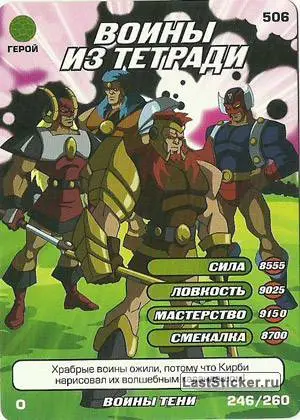 506
ГЕРОЙ
ВОИНЫ
ИЗ ТЕТРАДИ
СИЛА 8555
ЛОВКОСТЬ 9025
МАСТЕРСТВО 9150
СМЕКАЛКА 8700
Храбрые воины ожили, потому что Кирби
нарисовал их волшебным
LastSticker.ru
0
ВОИНЫ ТЕНИ
246/260